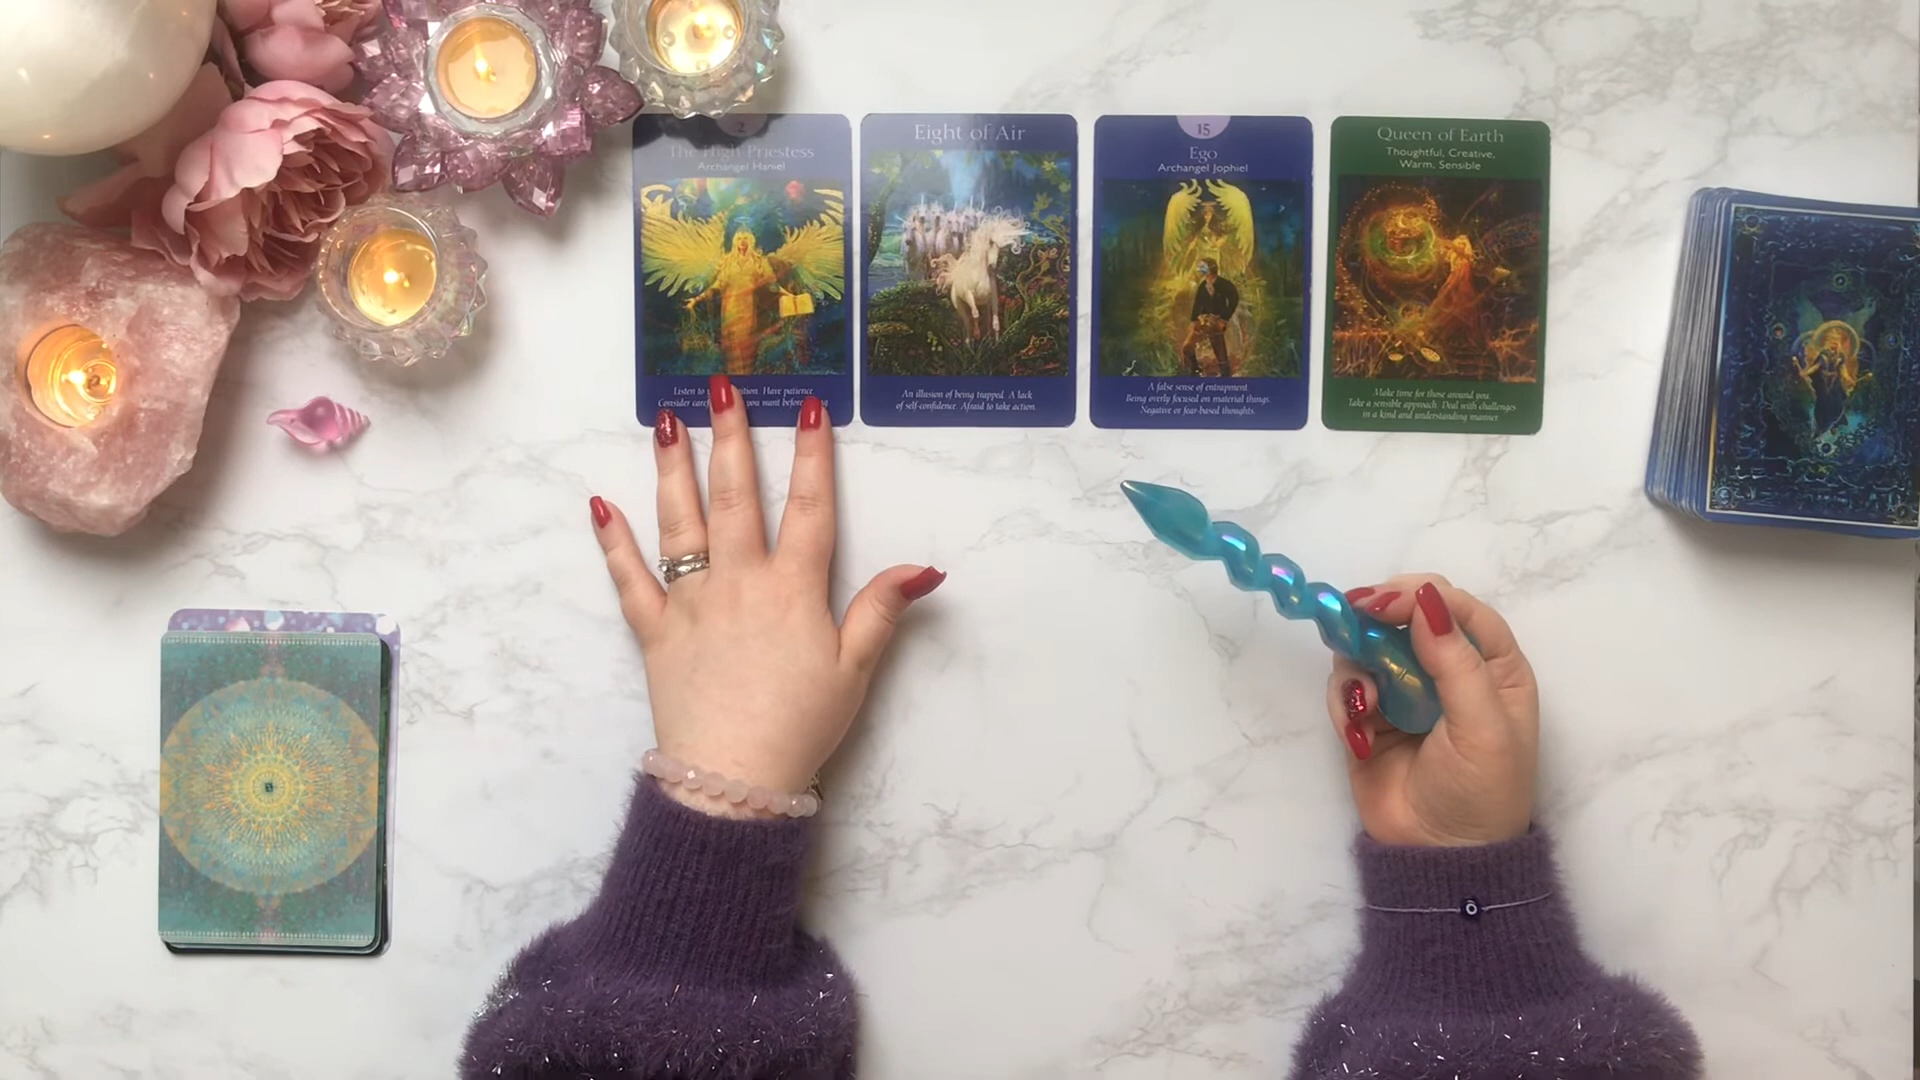 2
The High Priestess
Archangel Haniel
Listen to your intuition. Have patience.
Consider you want before
Eight of Air
An illusion of being trapped. A lack
of self-confidence. Afraid to take action.
15
Ego
Archangel Jophiel
A false sense of entrapment.
Being overly focused on material things.
Negative or fear-based thoughts.
Queen of Earth
Thoughtful, Creative,
Warm, Sensible
Make time for those around you.
Take a sensible approach. Deal with challenges
in a kind and understanding manner.